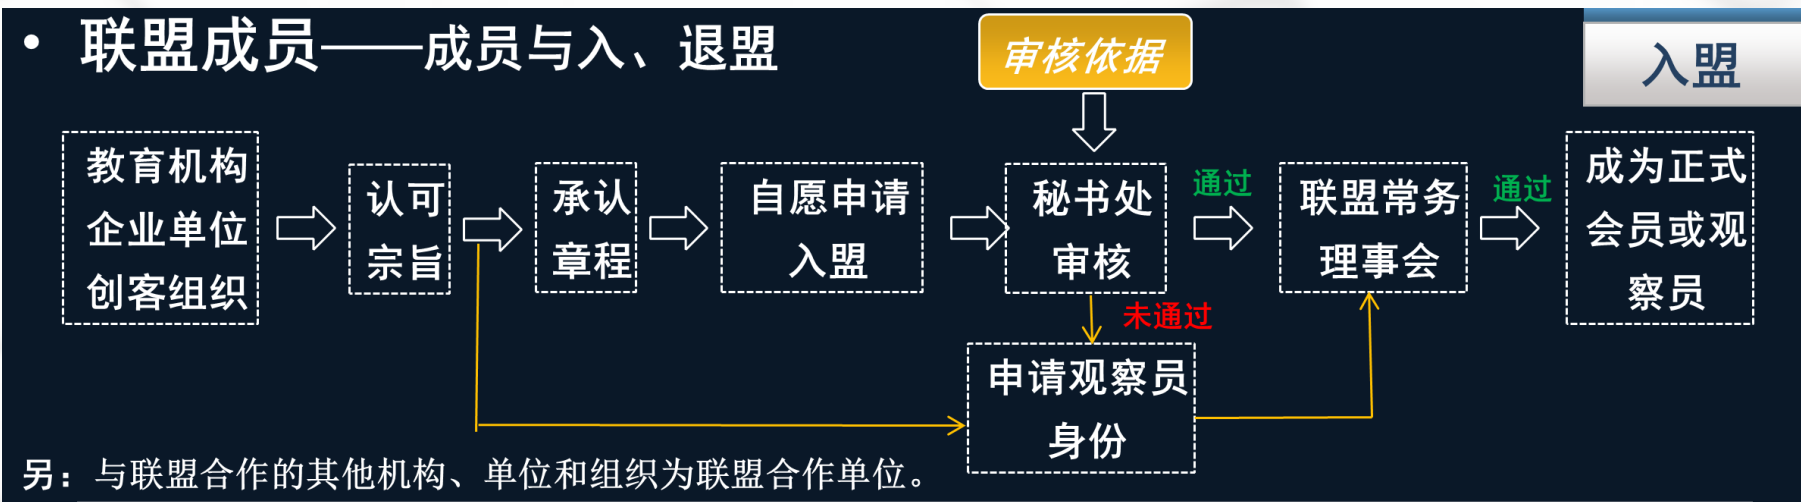 • 联盟成员——成员与入、退盟
审核依据
入盟
教育机构
企业单位
创客组织
认可
宗旨
承认
章程
自愿申请
入盟
秘书处
审核
通过
联盟常务
理事会
通过
成为正式
会员或观
察员
未通过
申请观察员
身份
另：与联盟合作的其他机构、单位和组织为联盟合作单位。